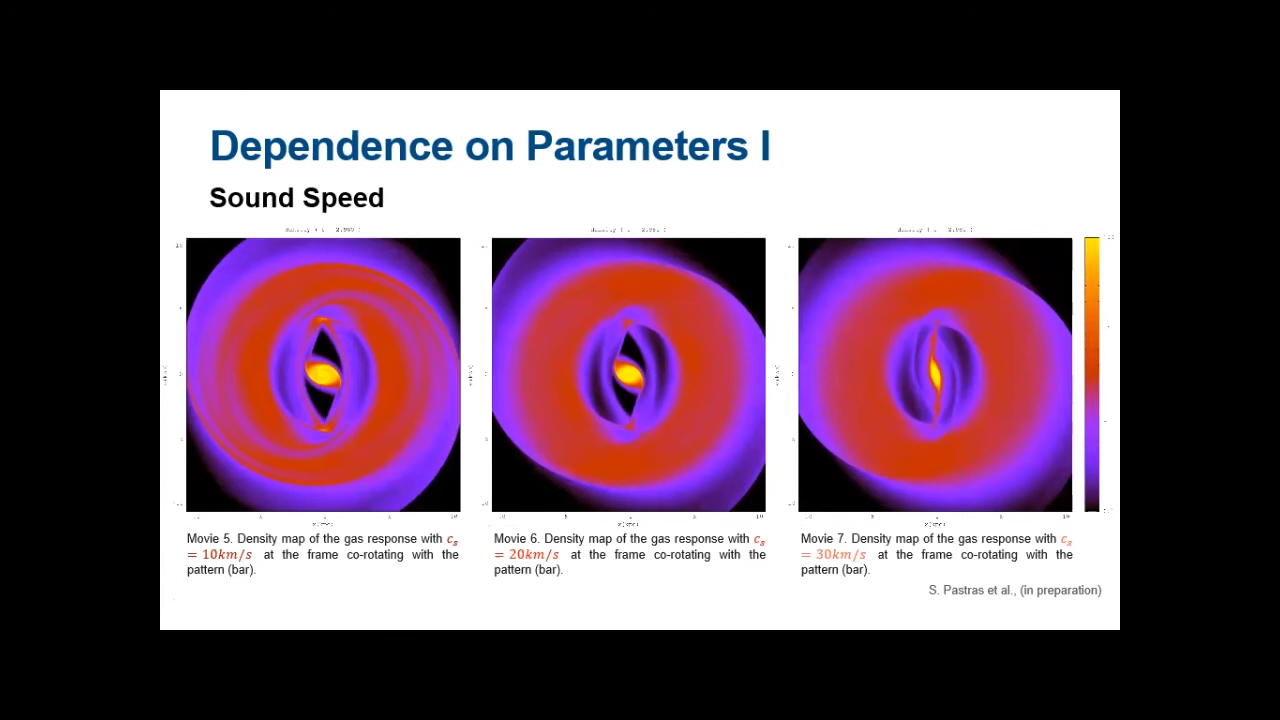 Dependence on Parameters I
Sound Speed
Movie 5. Density map of the gas response with c_s
= 10km/s at the frame co-rotating with the
pattern (bar).
Movie 6. Density map of the gas response with c_s
= 20km/s at the frame co-rotating with the
pattern (bar).
Movie 7. Density map of the gas response with c_s
= 30km/s at the frame co-rotating with the
pattern (bar).
S. Pastras et al., (in preparation)